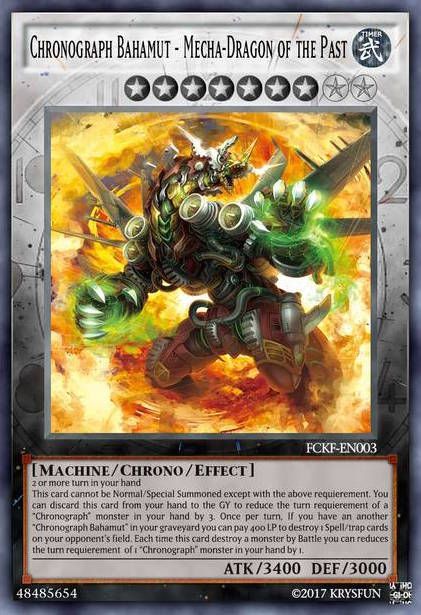 CHRONOGRAPH BAHAMUT - MECHA-DRAGON OF THE PAST
TIMER
武
FCKF-EN003
[MACHINE/CHRONO/EFFECT]
2 or more turn in your hand
This card cannot be Normal/Special Summoned except with the above requierement. You
can discard this card from your hand to the GY to reduce the turn requierement of a
"Chronograph" monster in your hand by 3. Once per turn, If you have an another
"Chronograph Bahamut" in your graveyard you can pay 400 LP to destroy 1 Spell/trap cards
on your opponent's field. Each time this card destroy a monster by Battle you can reduces
the turn requierement of 1 "Chronograph" monster in your hand by 1.
ATK/3400 DEF/3000
48485654
©2017 KRYSFUN